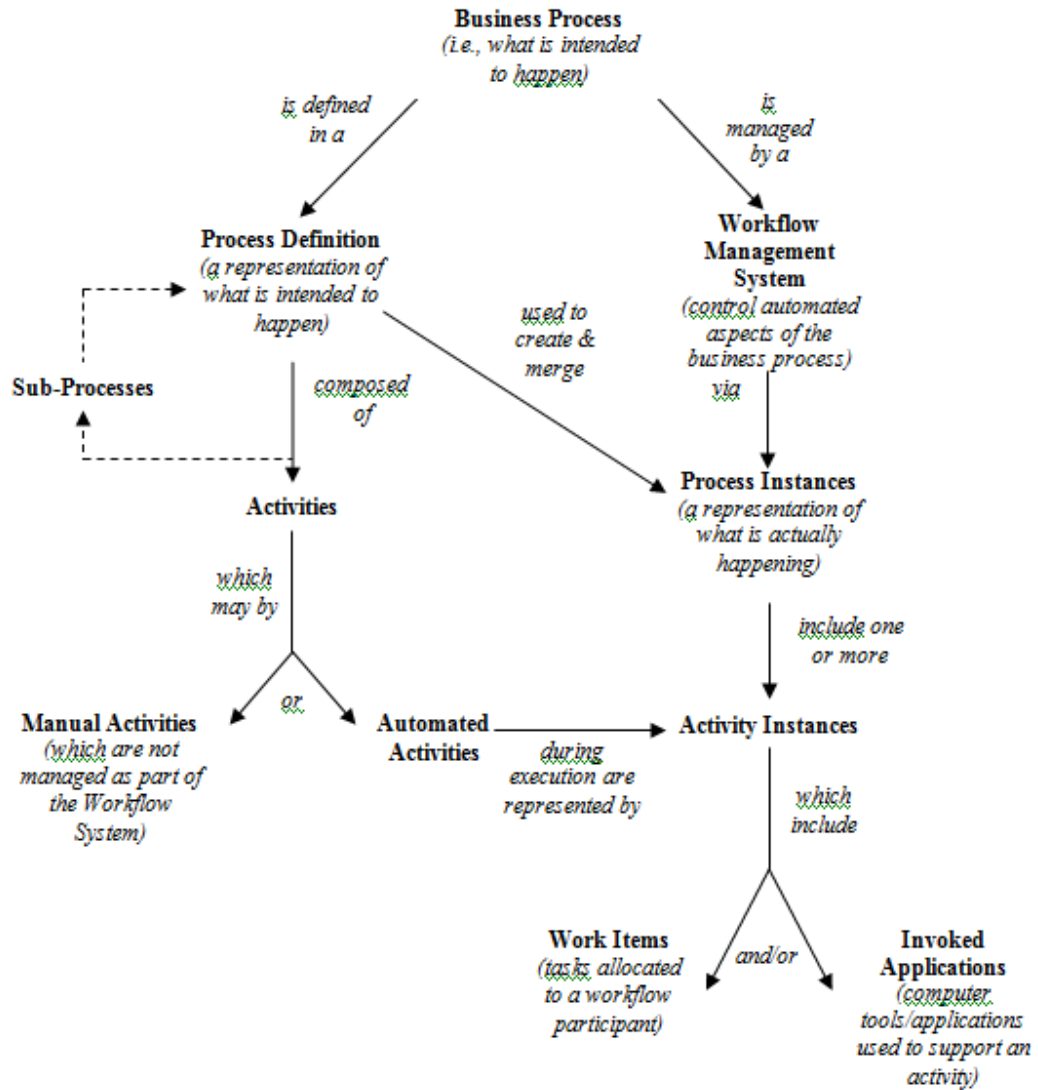 Business Process
(i.e., what is intended
to happen)
is defined
in a
is
managed
by a
Process Definition
(a representation of
what is intended to
happen)
Workflow
Management
System
(control automated
aspects of the
business process)
via
used to
create &
merge
Sub-Processes
composed
of
Activities
Process Instances
(a representation of
what is actually
happening)
which
may by
include one
or more
or
Manual Activities
(which are not
managed as part of
the Workflow
System)
Automated
Activities
during
execution are
represented by
Activity Instances
which
include
Work Items
(tasks allocated
to a workflow
participant)
and/or
Invoked
Applications
(computer
tools/applications
used to support an
activity)